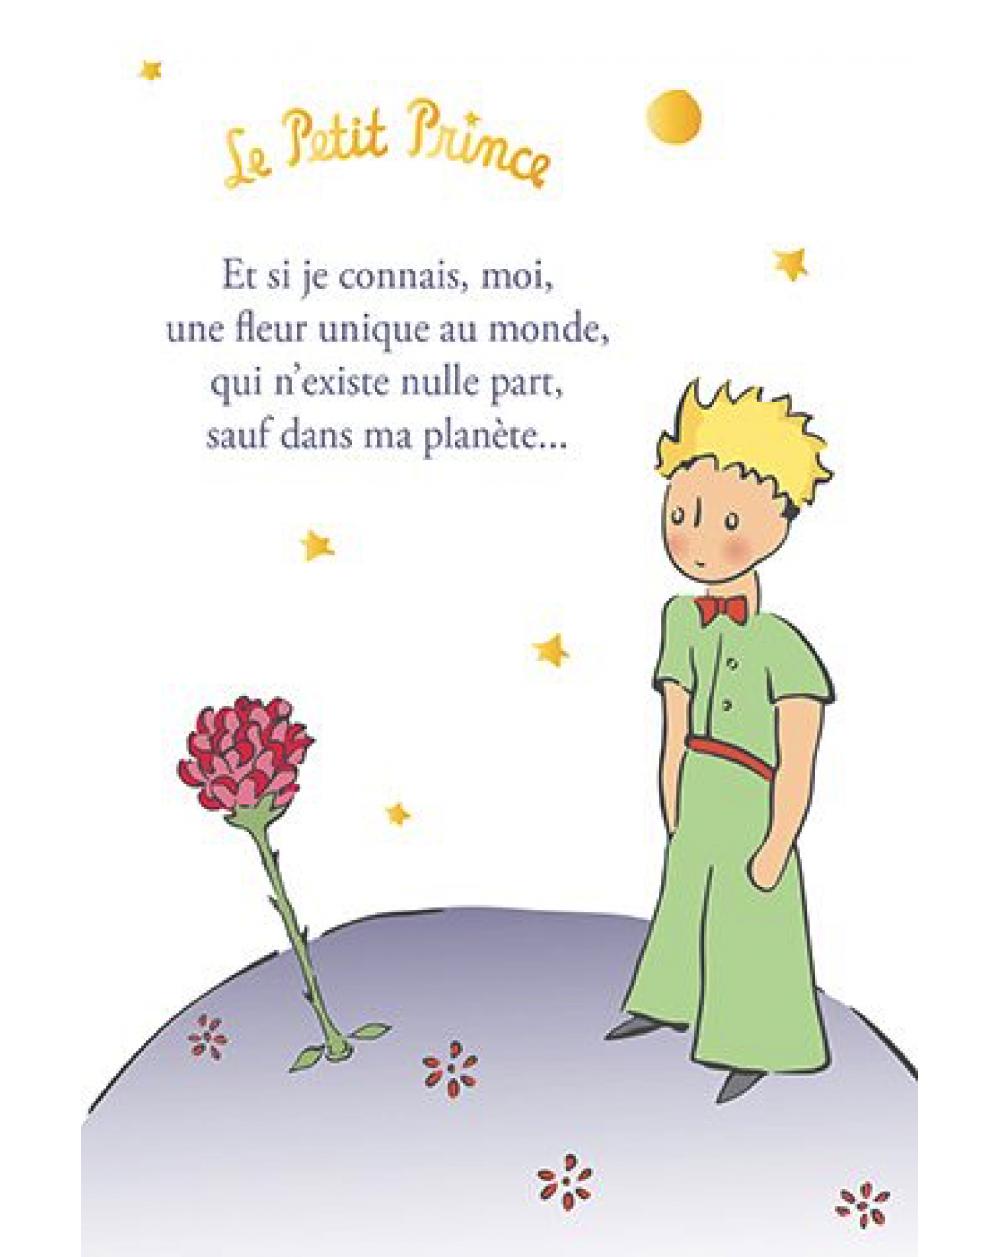 Le Petit Prince
Et si je connais, moi,
une fleur unique au monde,
qui n’existe nulle part,
sauf dans ma planète...